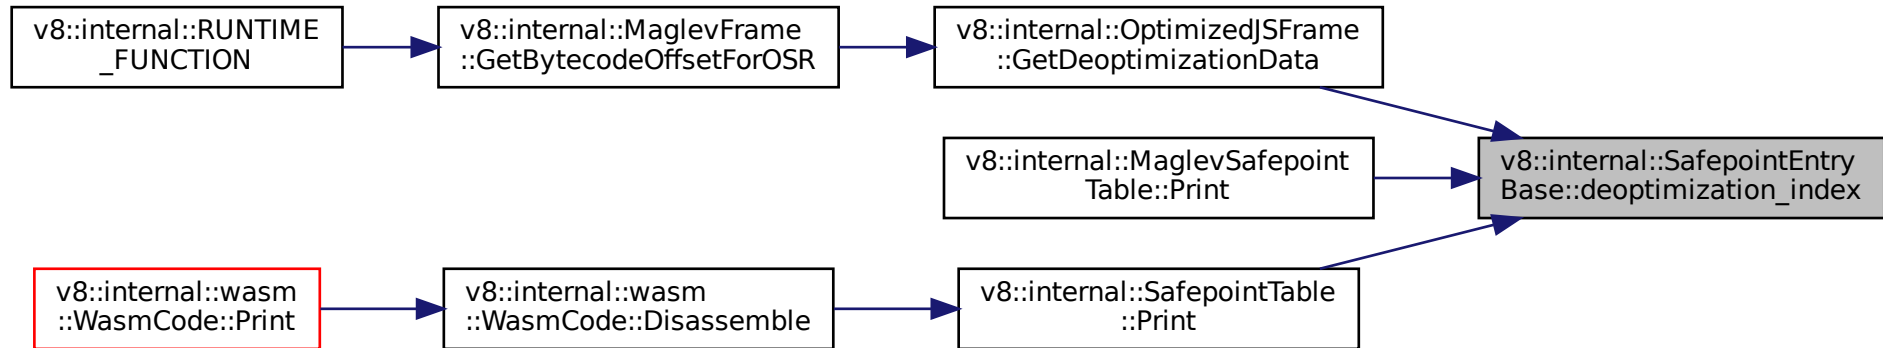 v8::internal::RUNTIME
_FUNCTION
v8::internal::MaglevFrame
::GetBytecodeOffsetForOSR
v8::internal::OptimizedJSFrame
::GetDeoptimizationData
v8::internal::MaglevSafepoint
Table::Print
v8::internal::SafepointEntry
Base::deoptimization_index
v8::internal::wasm
::WasmCode::Print
v8::internal::wasm
::WasmCode::Disassemble
v8::internal::SafepointTable
::Print